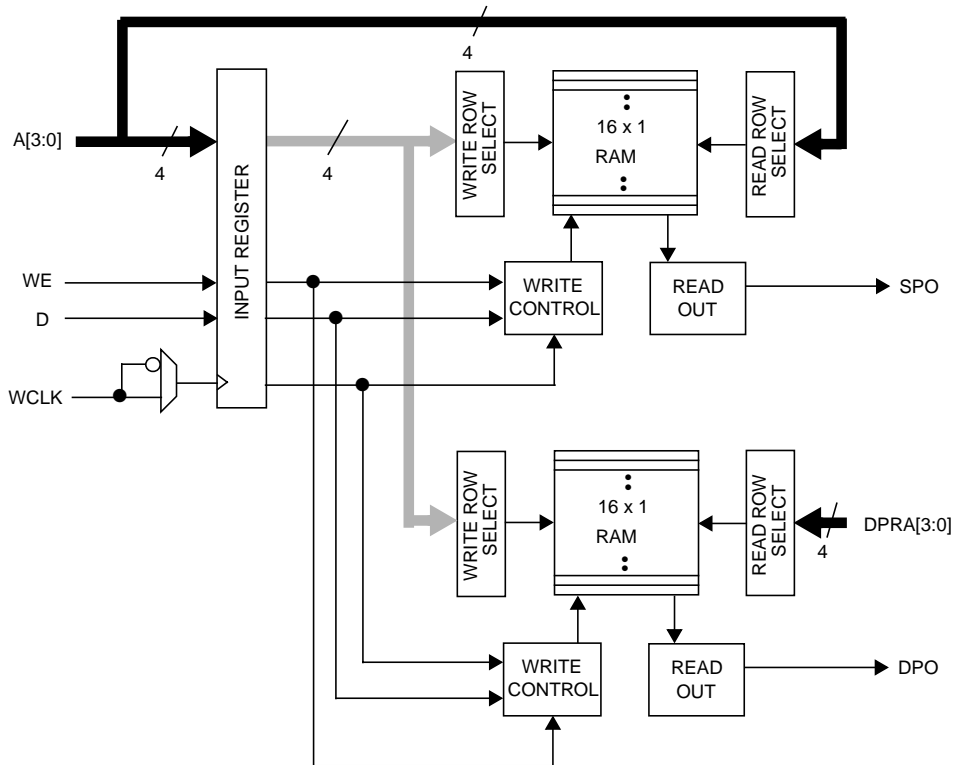 4
A[3:0]
4
INPUT REGISTER
4
WRITE ROW
SELECT
16 x 1
RAM
READ ROW
SELECT
WE
D
WCLK
WRITE
CONTROL
READ
OUT
SPO
WRITE ROW
SELECT
16 x 1
RAM
READ ROW
SELECT
4
DPRA[3:0]
WRITE
CONTROL
READ
OUT
DPO